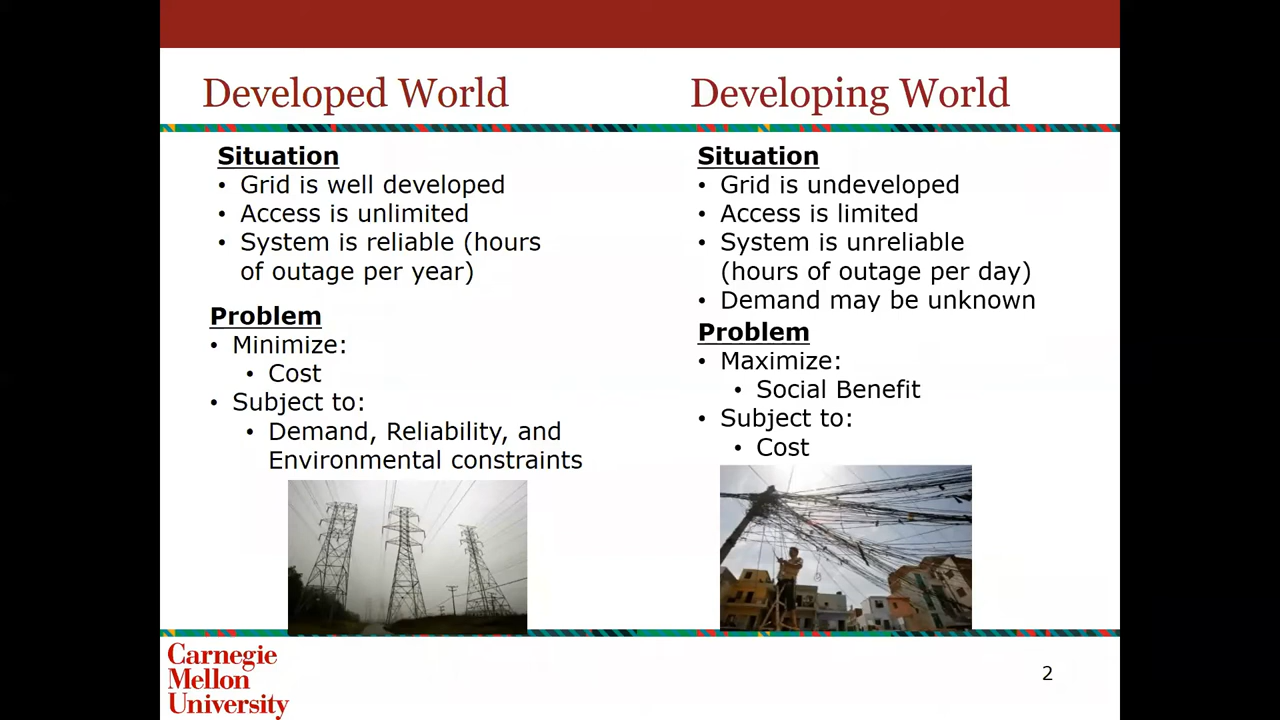 Developed World
Developing World
Situation
• Grid is well developed
• Access is unlimited
• System is reliable (hours
of outage per year)
Problem
• Minimize:
• Cost
• Subject to:
• Demand, Reliability, and
Environmental constraints
Situation
• Grid is undeveloped
• Access is limited
• System is unreliable
(hours of outage per day)
• Demand may be unknown
Problem
• Maximize:
• Social Benefit
• Subject to:
• Cost
Carnegie
Mellon
University
2